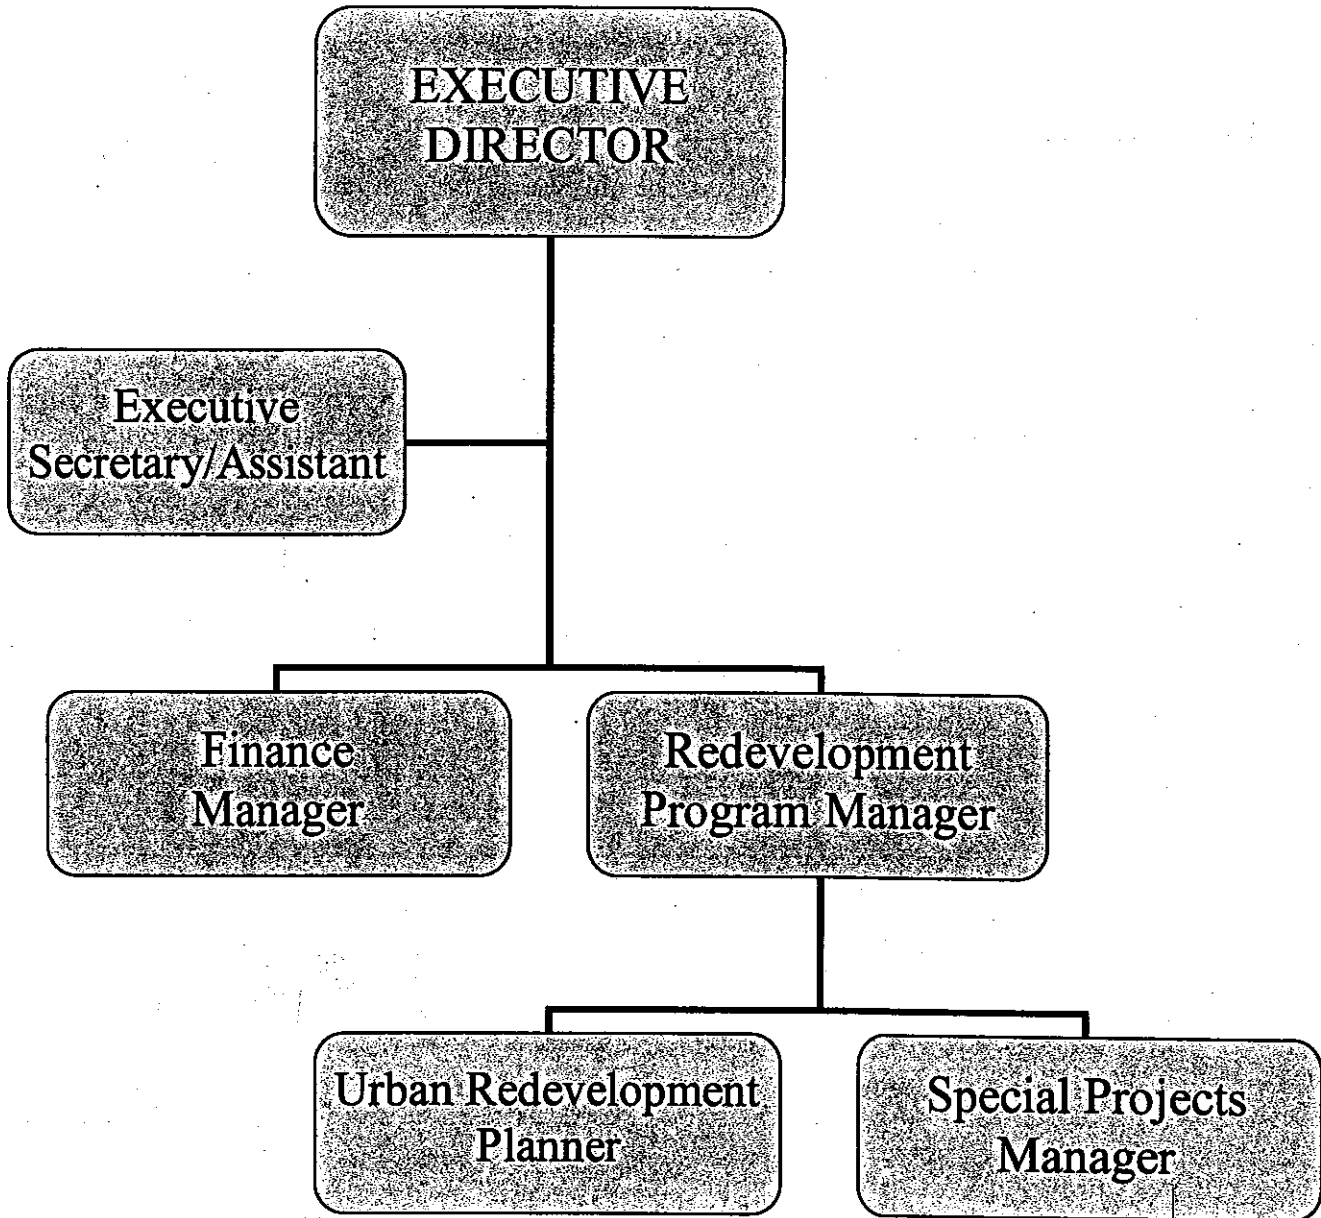 EXECUTIVE
DIRECTOR
Executive
Secretary/Assistant
Finance
Manager
Redevelopment
Program Manager
Urban Redevelopment
Planner
Special Projects
Manager